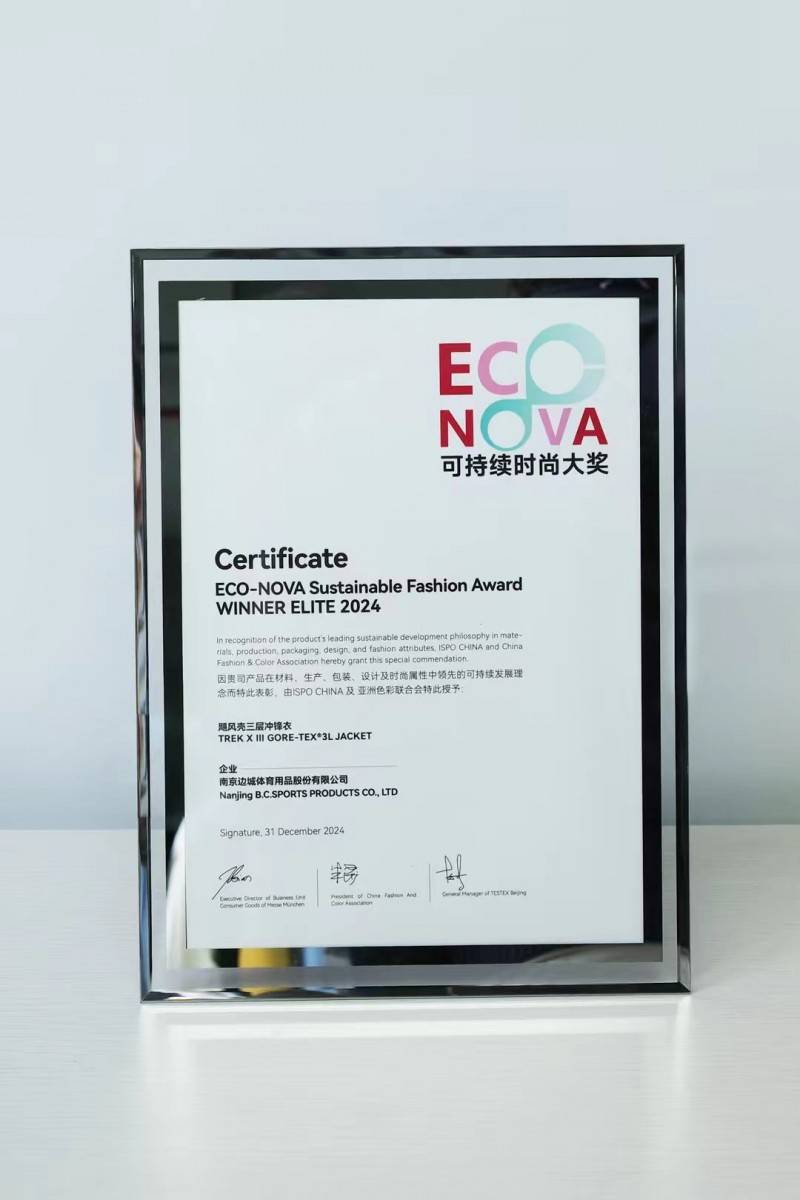 ECO
NOVA
可持续时尚大奖
Certificate
ECO-NOVA Sustainable Fashion Award
WINNER ELITE 2024
In recognition of the product's leading sustainable development philosophy in mate-
rials, production, packaging, design, and fashion attributes, ISPO CHINA and China
Fashion & Color Association hereby grant this special commendation.
因贵司产品在材料、生产、包装、设计及时尚属性中领先的可持续发展理
念而特此表彰，由ISPO CHINA 及 亚洲色彩联合会特此授予：
飓风壳三层冲锋衣
TREK X III GORE-TEX®3L JACKET
企业
南京边城体育用品股份有限公司
Nanjing B.C.SPORTS PRODUCTS CO., LTD
Signature, 31 December 2024
Executive Director of Business Unit
Consumer Goods of Messe München
President of China Fashion And
Color Association
General Manager of TESTEX Beijing